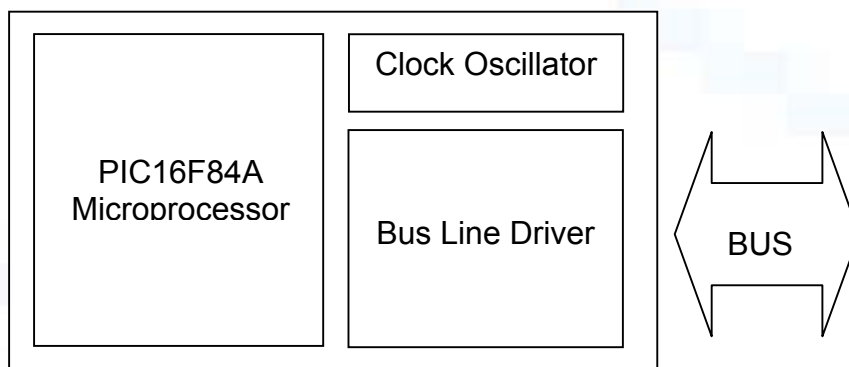 Clock Oscillator
PIC16F84A
Microprocessor
Bus Line Driver
BUS